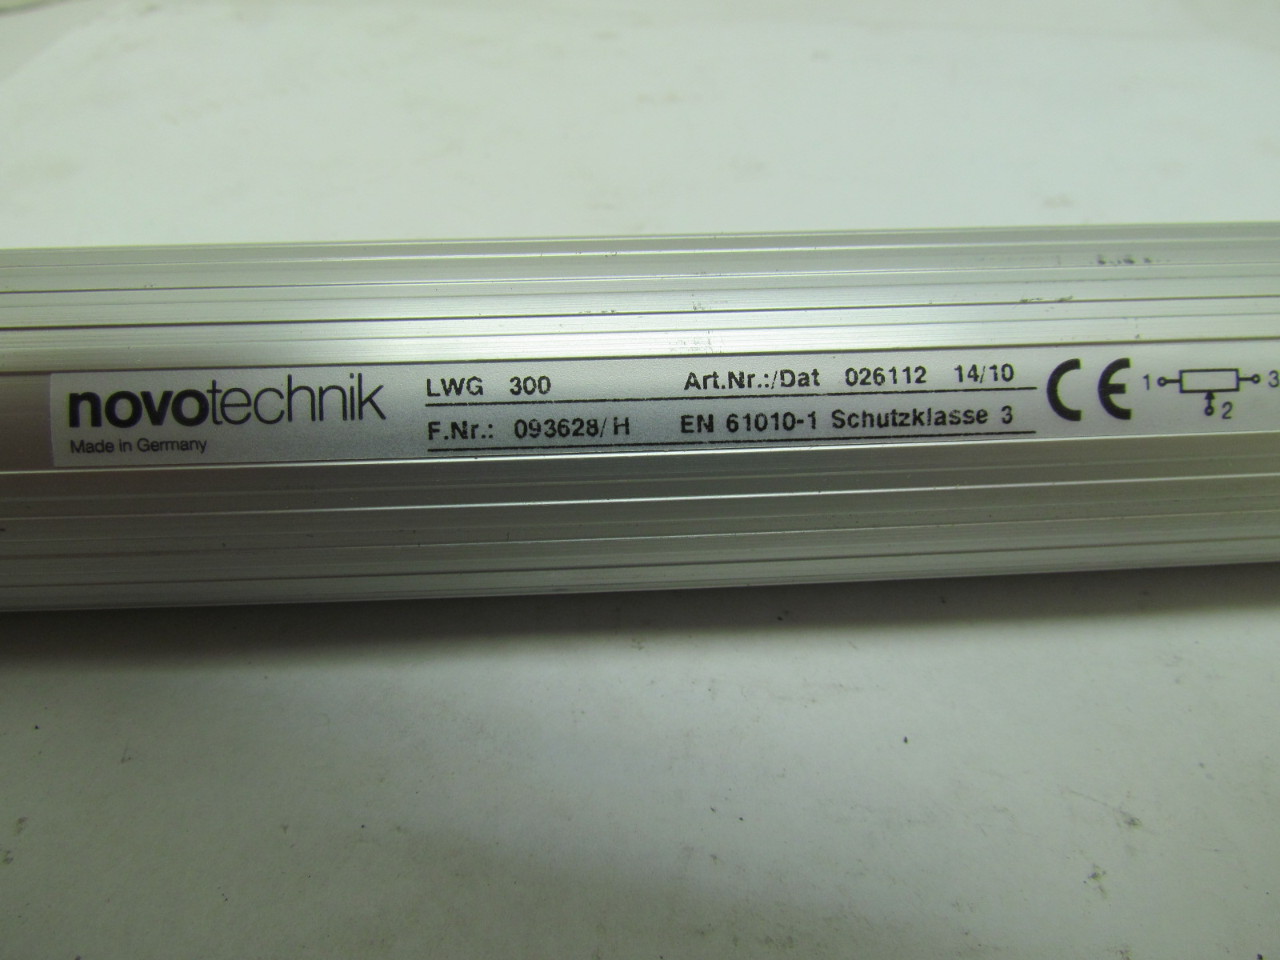 novotechnik
Made in Germany
LWG 300 Art.Nr.:/Dat 026112 14/10
F.Nr.: 093628/H EN 61010-1 Schutzklasse 3
CE
1 3
2